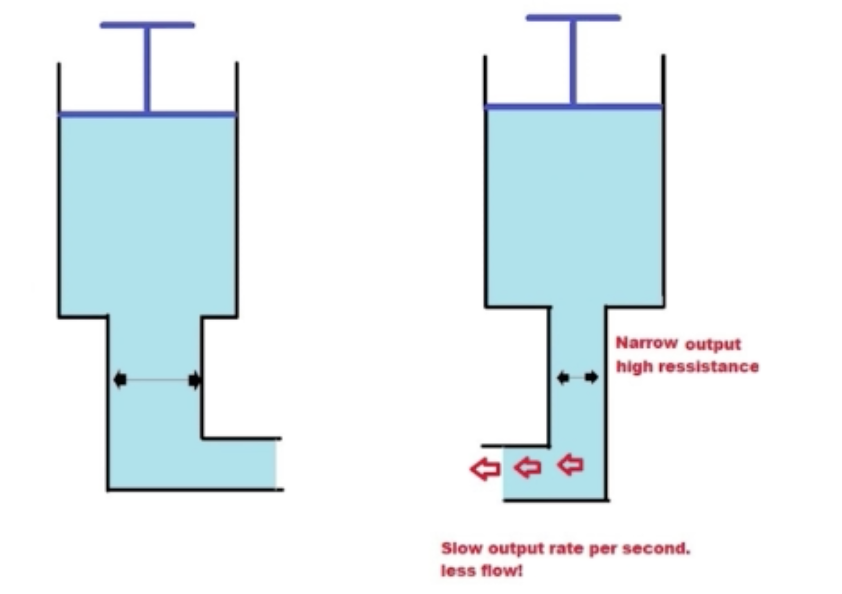 Narrow output
high ressistance
Slow output rate per second.
less flow!